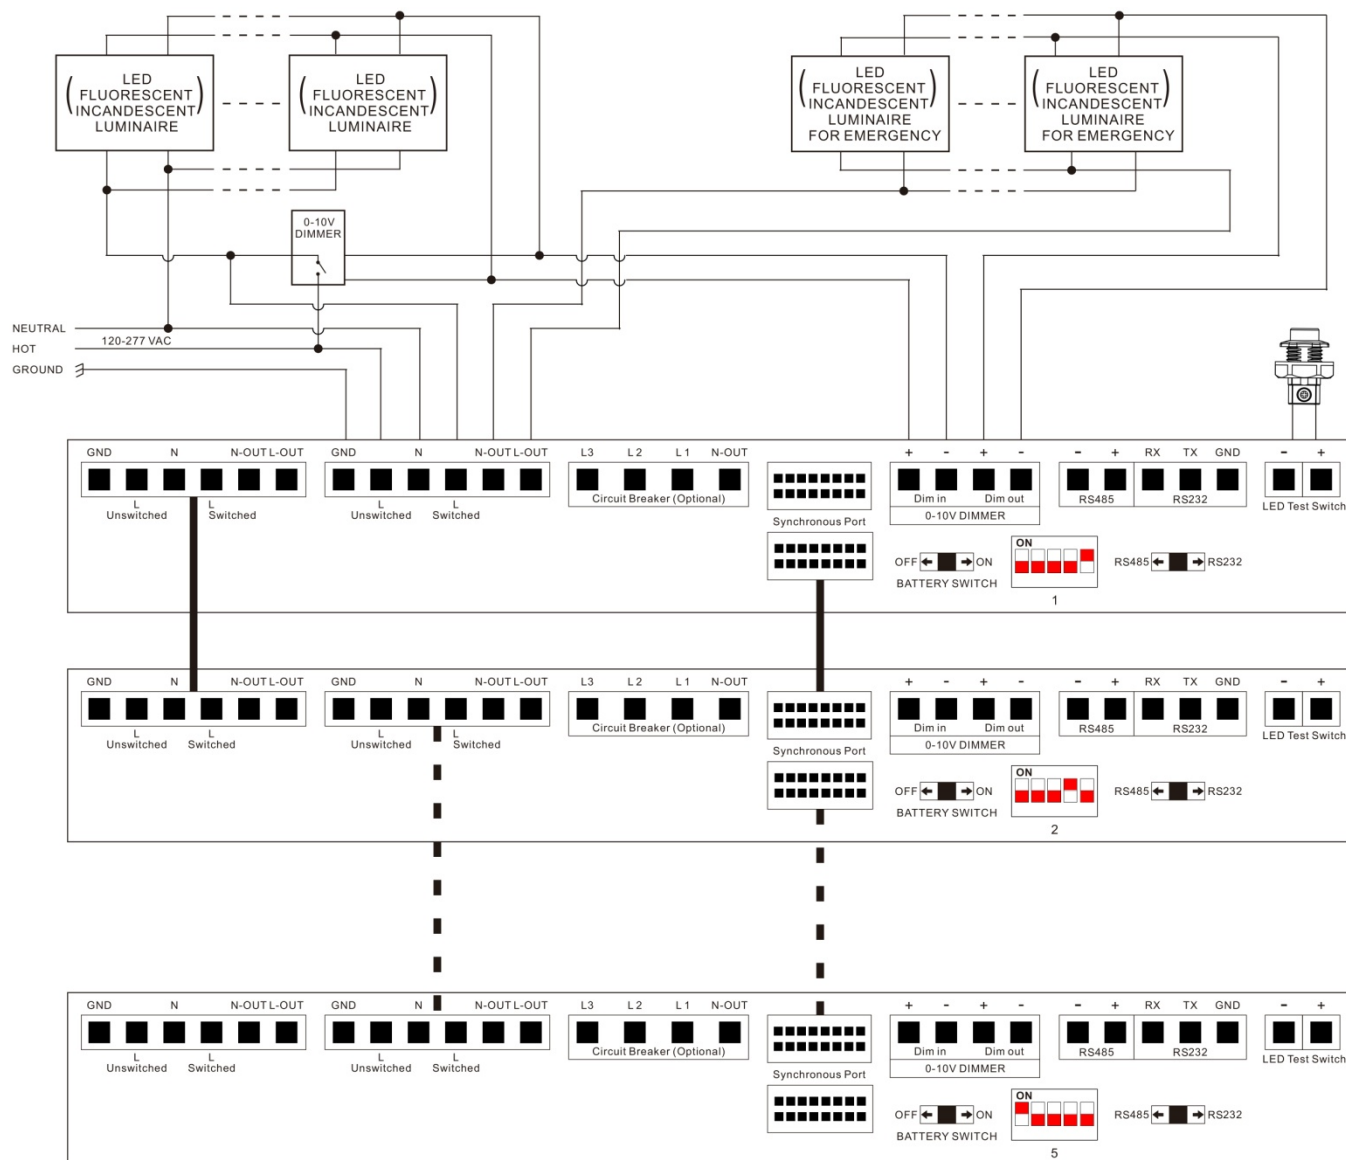 LED
FLUORESCENT
INCANDESCENT
LUMINAIRE
LED
FLUORESCENT
INCANDESCENT
LUMINAIRE
LED
FLUORESCENT
INCANDESCENT
LUMINAIRE
FOR EMERGENCY
LED
FLUORESCENT
INCANDESCENT
LUMINAIRE
FOR EMERGENCY
0-10V
DIMMER
NEUTRAL
120-277 VAC
HOT
GROUND
GND N N-OUT L-OUT
L L
Unswitched Switched
GND N N-OUT L-OUT
L L
Unswitched Switched
L3 L2 L1 N-OUT
Circuit Breaker (Optional)
Synchronous Port
+ - + -
Dim in Dim out
0-10V DIMMER
- + RX TX GND
RS485 RS232
- +
LED Test Switch
OFF ON
BATTERY SWITCH
ON
1
RS485 RS232
GND N N-OUT L-OUT
L L
Unswitched Switched
GND N N-OUT L-OUT
L L
Unswitched Switched
L3 L2 L1 N-OUT
Circuit Breaker (Optional)
Synchronous Port
+ - + -
Dim in Dim out
0-10V DIMMER
- + RX TX GND
RS485 RS232
- +
LED Test Switch
OFF ON
BATTERY SWITCH
ON
2
RS485 RS232
GND N N-OUT L-OUT
L L
Unswitched Switched
GND N N-OUT L-OUT
L L
Unswitched Switched
L3 L2 L1 N-OUT
Circuit Breaker (Optional)
Synchronous Port
+ - + -
Dim in Dim out
0-10V DIMMER
- + RX TX GND
RS485 RS232
- +
LED Test Switch
OFF ON
BATTERY SWITCH
ON
5
RS485 RS232